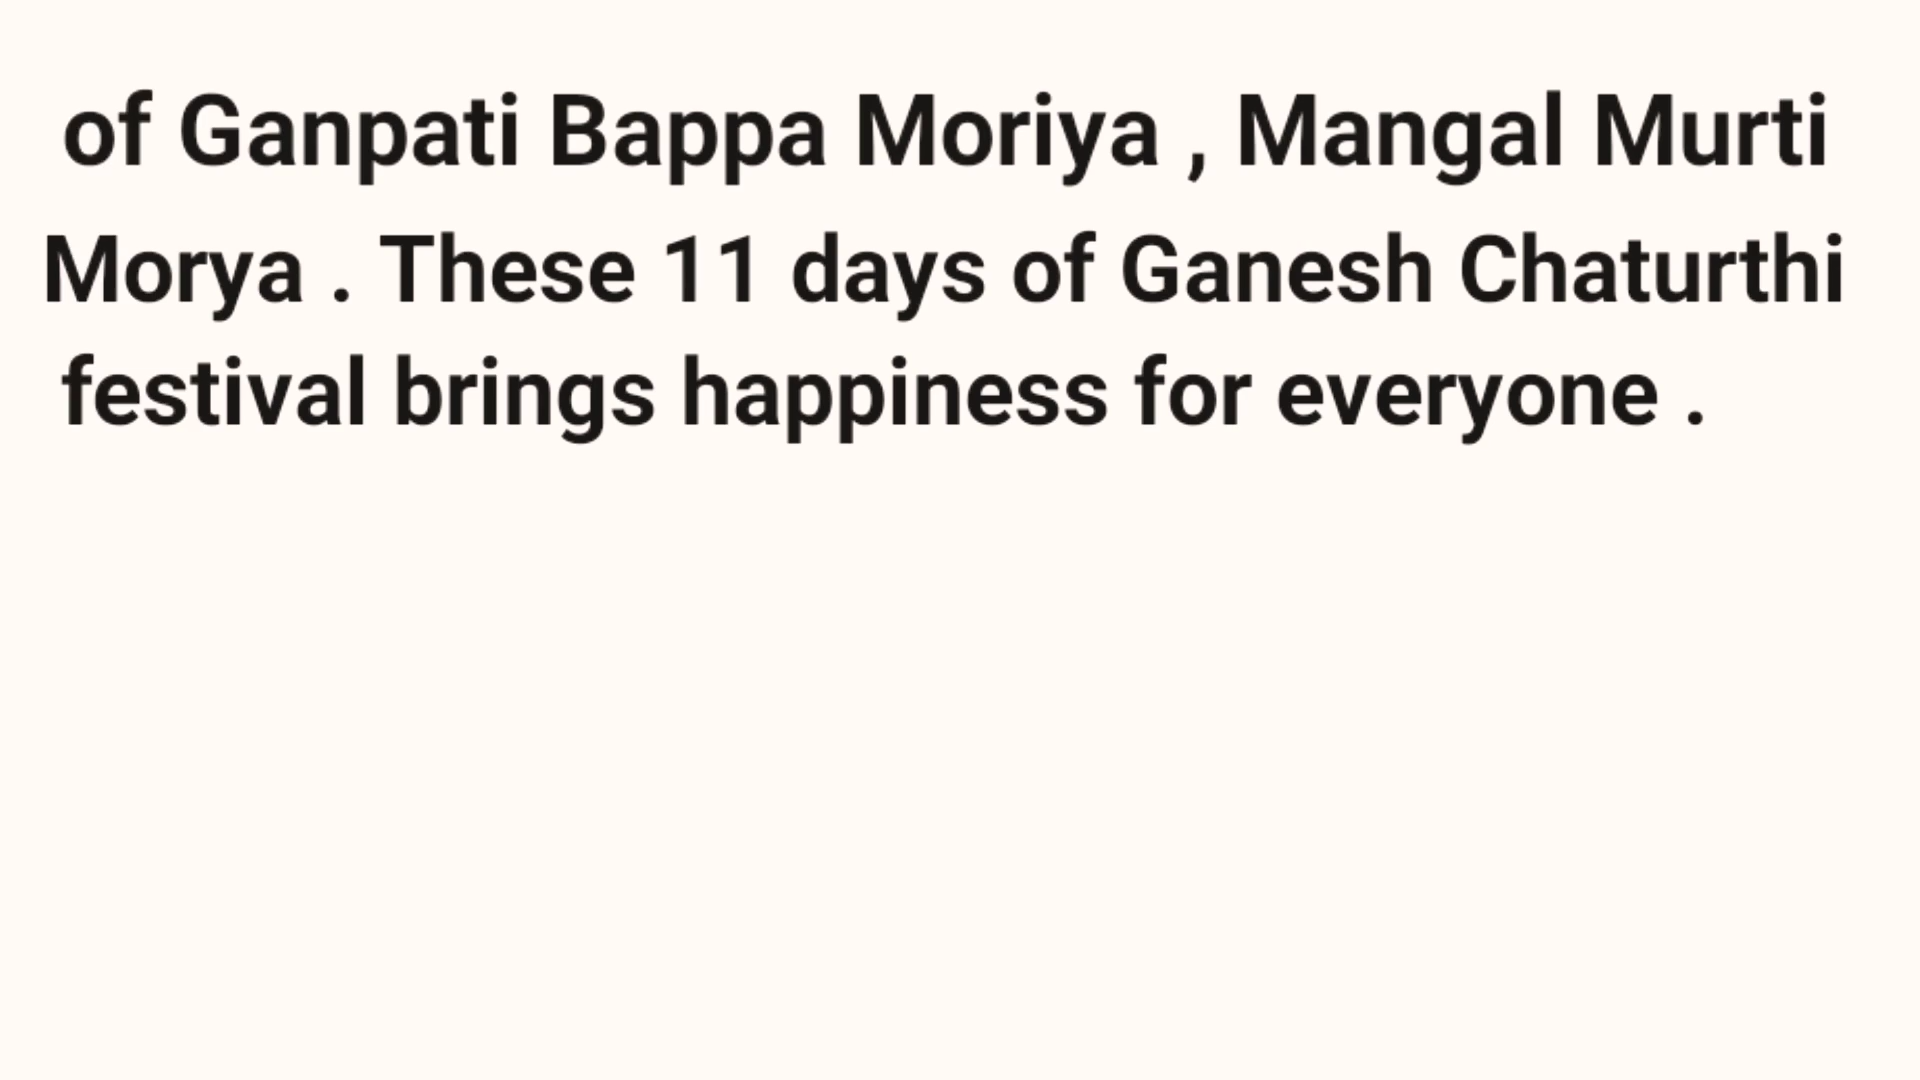 of Ganpati Bappa Moriya , Mangal Murti
Morya . These 11 days of Ganesh Chaturthi
festival brings happiness for everyone .